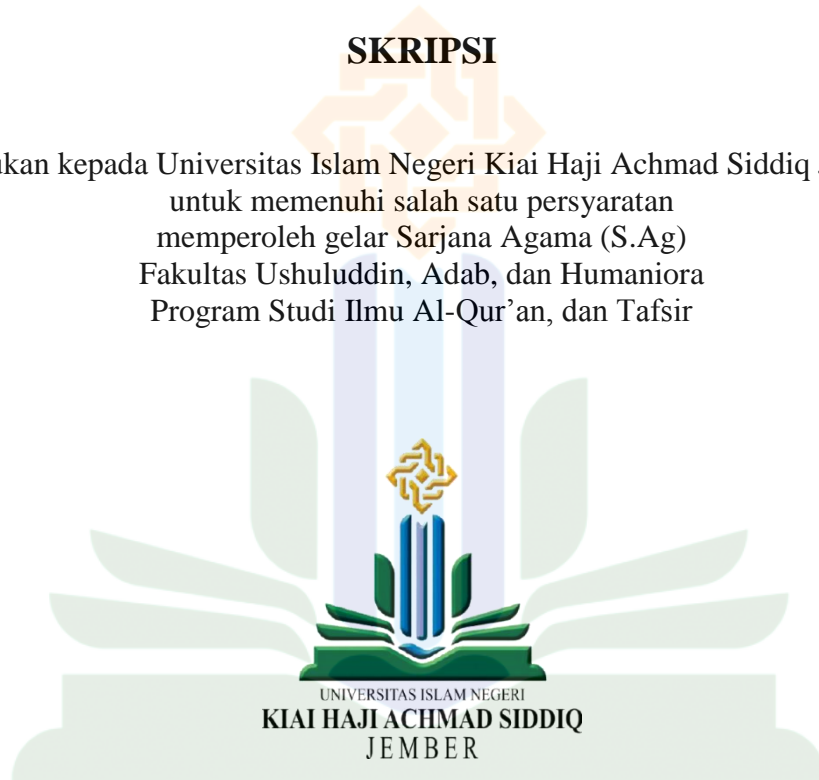 SKRIPSI
ukan kepada Universitas Islam Negeri Kiai Haji Achmad Siddiq
untuk memenuhi salah satu persyaratan
memperoleh gelar Sarjana Agama (S.Ag)
Fakultas Ushuluddin, Adab, dan Humaniora
Program Studi Ilmu Al-Qur’an, dan Tafsir
UNIVERSITAS ISLAM NEGERI
KIAI HAJI ACHMAD SIDDIQ
JEMBER